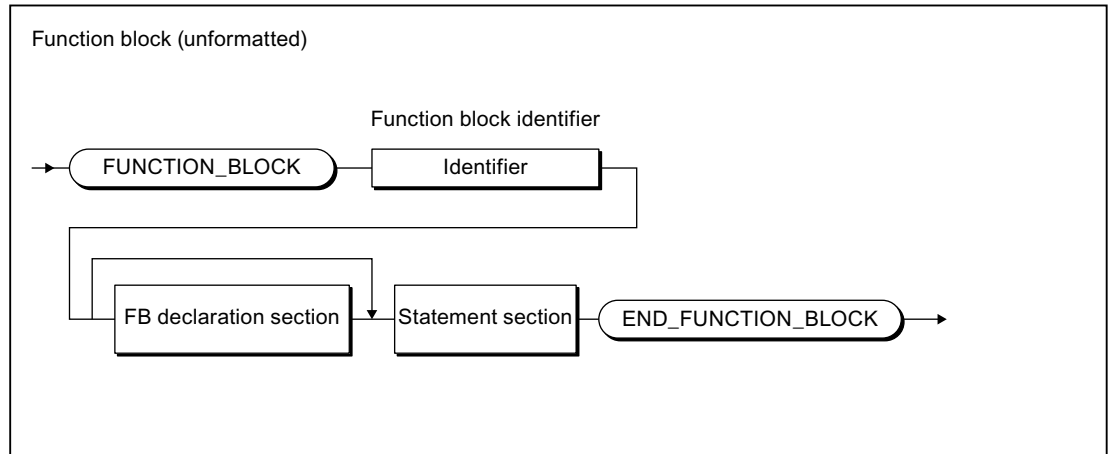 Function block (unformatted)
Function block identifier
FUNCTION_BLOCK
Identifier
FB declaration section
Statement section
END_FUNCTION_BLOCK